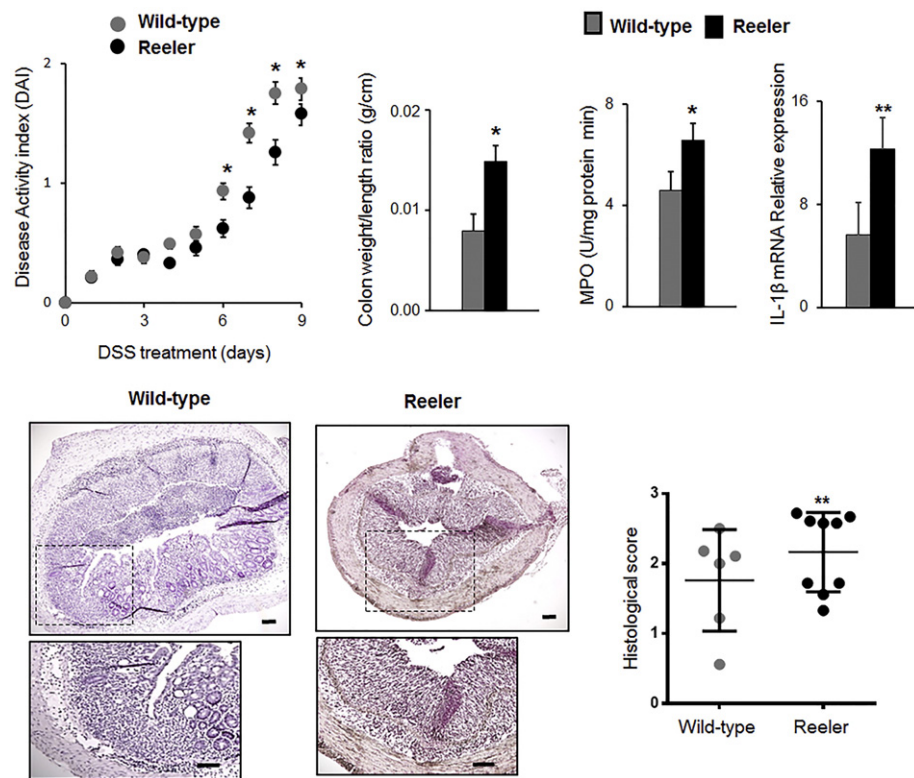 Wild-type
Reeler
Disease Activity index (DAI)
2
1
0
*
*
*
*
0
3
6
9
DSS treatment (days)
Wild-type
Reeler
Colon weight/length ratio (g/cm)
0.02
0.01
0.00
*
MPO (U/mg protein min)
8
4
0
*
IL-1β mRNA Relative expression
16
12
6
0
**
Wild-type
Reeler
Histological score
3
2
1
0
**
Wild-type
Reeler